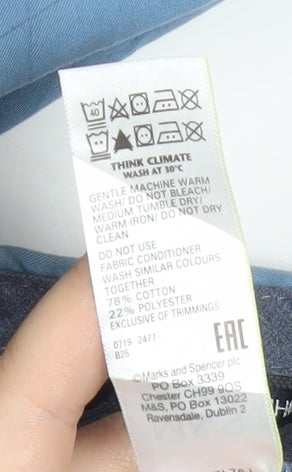 40
THINK CLIMATE
WASH AT 30°C
GENTLE MACHINE WARM
WASH/ DO NOT BLEACH/
MEDIUM TUMBLE DRY/
WARM IRON/ DO NOT DRY
CLEAN
DO NOT USE
FABRIC CONDITIONER
WASH SIMILAR COLOURS
TOGETHER
78% COTTON
22% POLYESTER
EXCLUSIVE OF TRIMMINGS
0719 2477
B26
EAC
©Marks and Spencer plc
PO Box 3339
Chester CH99 9QS
M&S, PO Box 13022
Ravensdale, Dublin 2